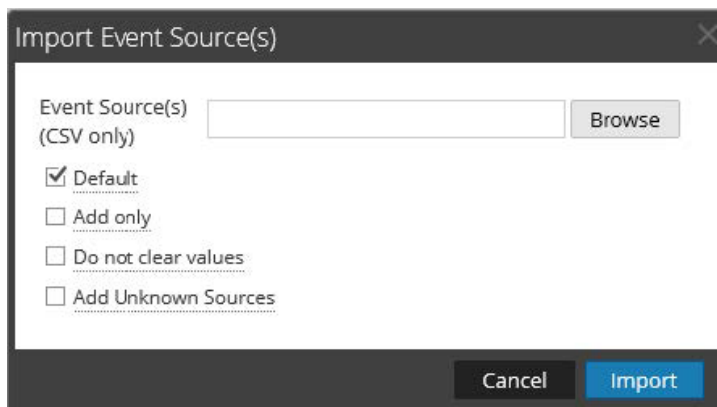 Import Event Source(s)
Event Source(s)
(CSV only)
Browse
Default
Add only
Do not clear values
Add Unknown Sources
Cancel
Import